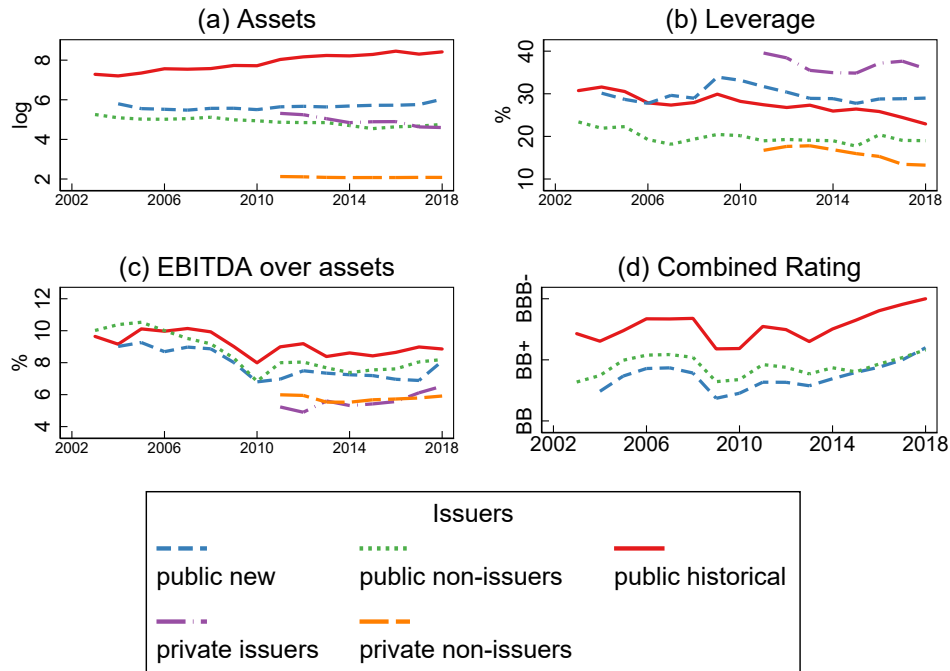 (a) Assets
log
8
6
4
2
2002 2006 2010 2014 2018
(b) Leverage
%
40
30
20
10
2002 2006 2010 2014 2018
(c) EBITDA over assets
%
12
10
8
6
4
2002 2006 2010 2014 2018
(d) Combined Rating
BBB-
BB+
BB
2002 2006 2010 2014 2018
Issuers
public new public non-issuers public historical
private issuers private non-issuers